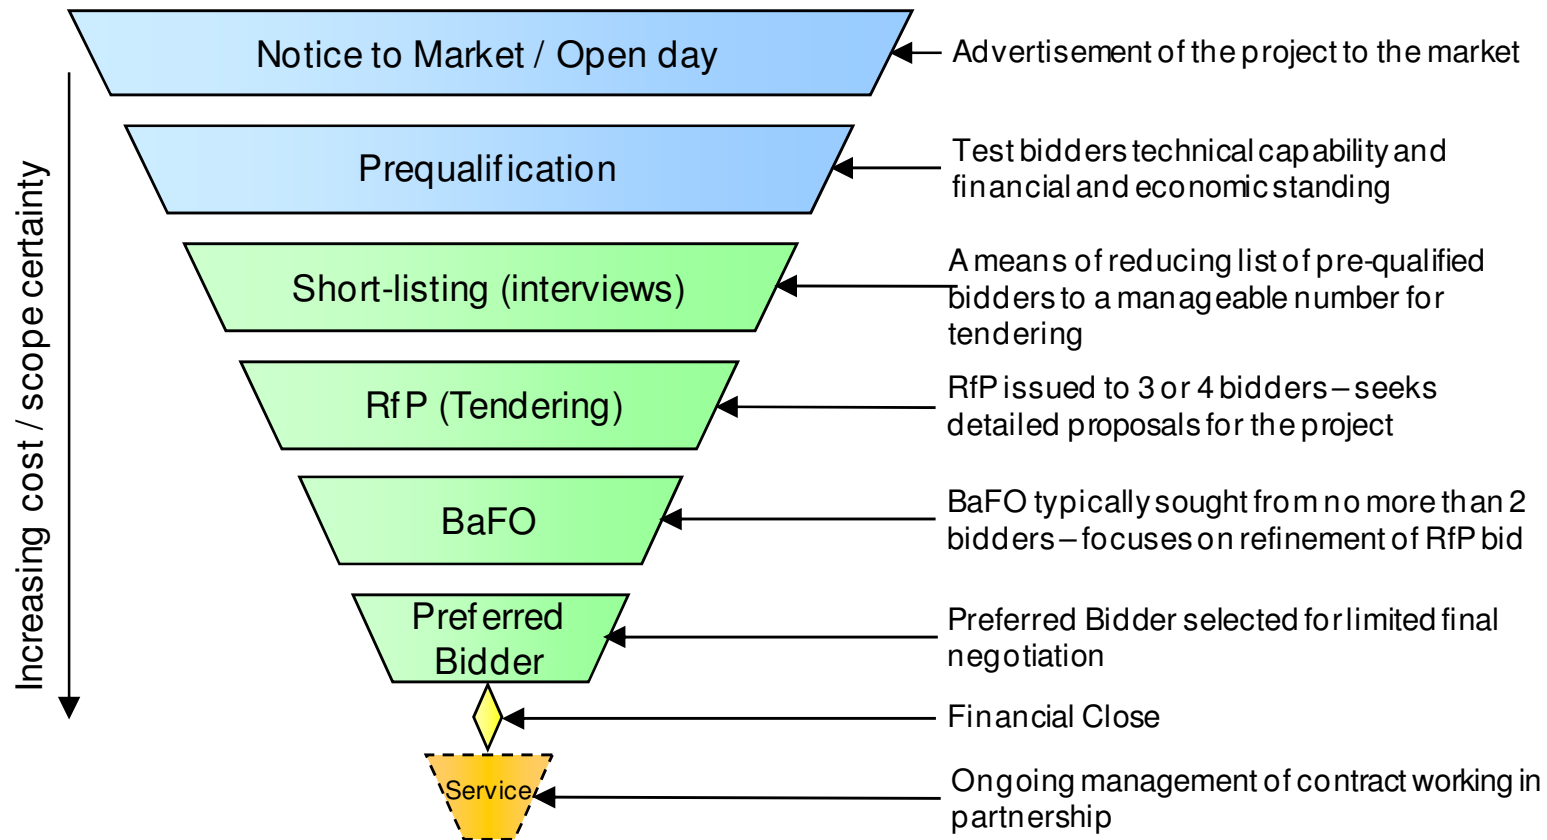 Notice to Market / Open day
Advertisement of the project to the market
Prequalification
Test bidders technical capability and
financial and economic standing
Short-listing (interviews)
A means of reducing list of pre-qualified
bidders to a manageable number for
tendering
RfP (Tendering)
RfP issued to 3 or 4 bidders – seeks
detailed proposals for the project
BaFO
BaFO typically sought from no more than 2
bidders – focuses on refinement of RfP bid
Preferred
Bidder
Preferred Bidder selected for limited final
negotiation
Financial Close
Service
Ongoing management of contract working in
partnership
Increasing cost / scope certainty